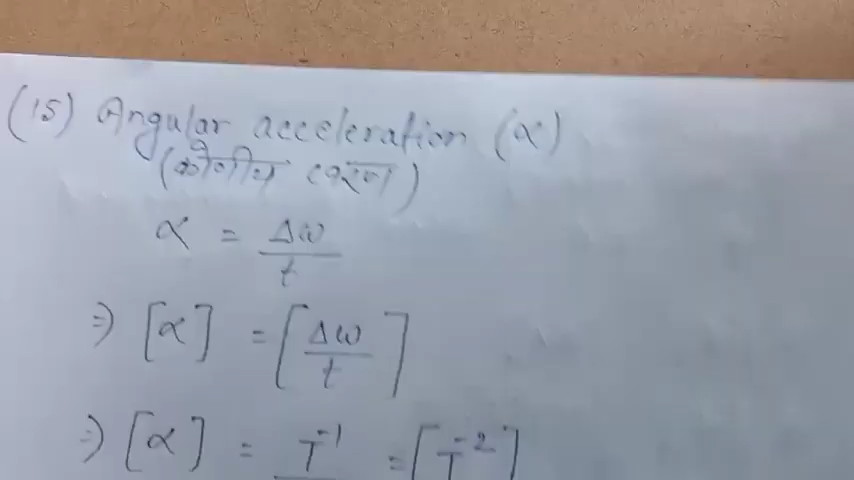 (15) Angular acceleration (α)
(कोणीय त्वरण)
α = Δω/t
⇒ [α] = [Δω/t]
⇒ [α] = T⁻¹ = [T⁻²]